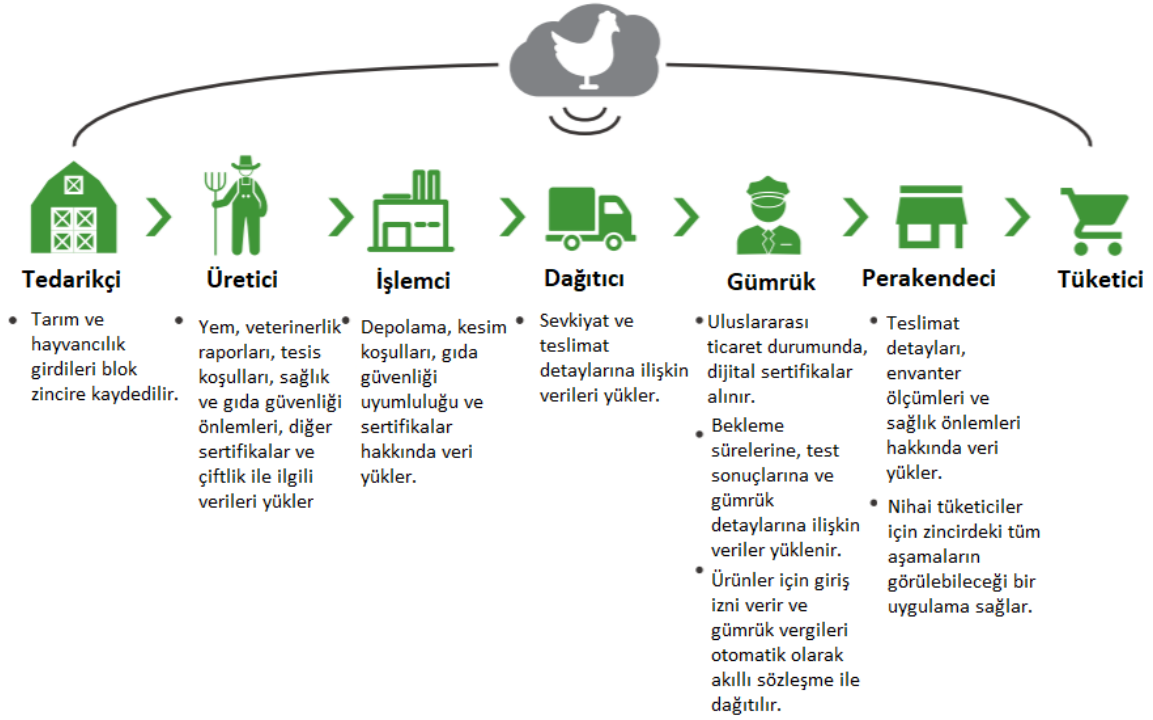 Tedarikçi
Tarım ve
hayvancılık
girdileri blok
zincire kaydedilir.
Üretici
Yem, veterinerlik
raporları, tesis
koşulları, sağlık
ve gıda güvenliği
önlemleri, diğer
sertifikalar ve
çiftlik ile ilgili
verileri yükler
İşlemci
Depolama, kesim
koşulları, gıda
güvenliği
uyumluluğu ve
sertifikalar
hakkında veri
yükler.
Dağıtıcı
Sevkiyat ve
teslimat
detaylarına ilişkin
verileri yükler.
Gümrük
Uluslararası
ticaret durumunda,
dijital sertifikalar
alınır.
Bekleme
sürelerine, test
sonuçlarına ve
gümrük
detaylarına ilişkin
veriler yüklenir.
Ürünler için giriş
izni verir ve
gümrük vergileri
otomatik olarak
akıllı sözleşme ile
dağıtılır.
Perakendeci
Teslimat
detayları,
envanter
ölçümleri ve
sağlık önlemleri
hakkında veri
yükler.
Nihai tüketiciler
için zincirdeki tüm
aşamaların
görülebileceği bir
uygulama sağlar.
Tüketici